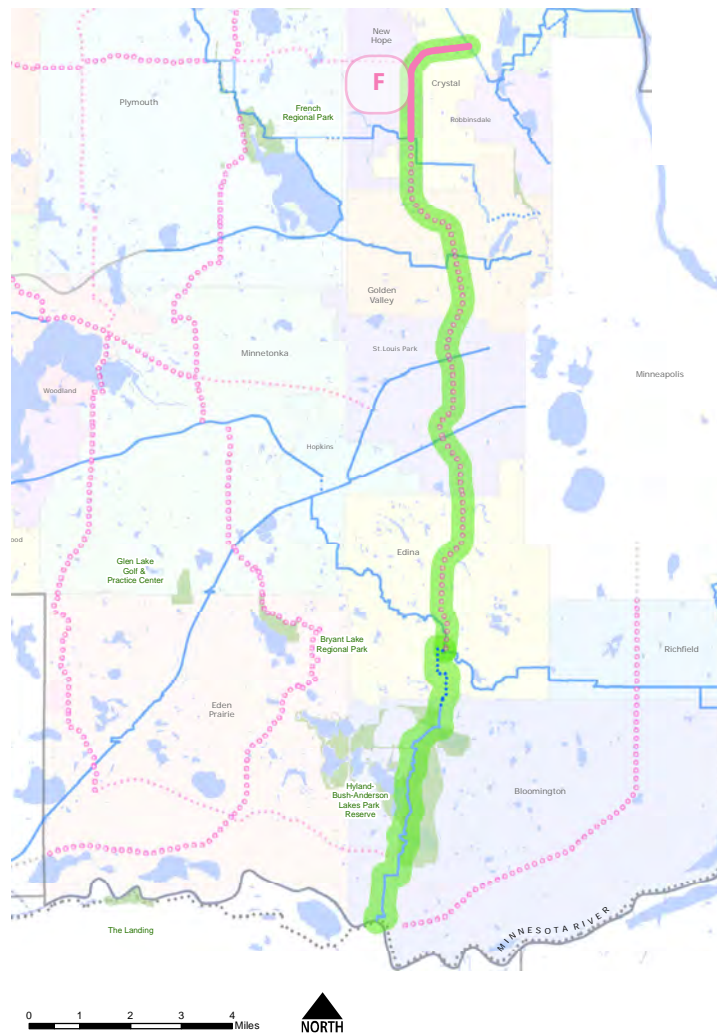 New
Hope
F
Crystal
Plymouth
French
Regional Park
Robbinsdale
Golden
Valley
St. Louis Park
Minnetonka
Minneapolis
Woodland
Hopkins
ood
Edina
Glen Lake
Golf &
Practice Center
Bryant Lake
Regional Park
Richfield
Eden
Prairie
Hyland-
Bush-Anderson
Lakes Park
Reserve
Bloomington
The Landing
MINNESOTA RIVER
0 1 2 3 4
Miles
NORTH